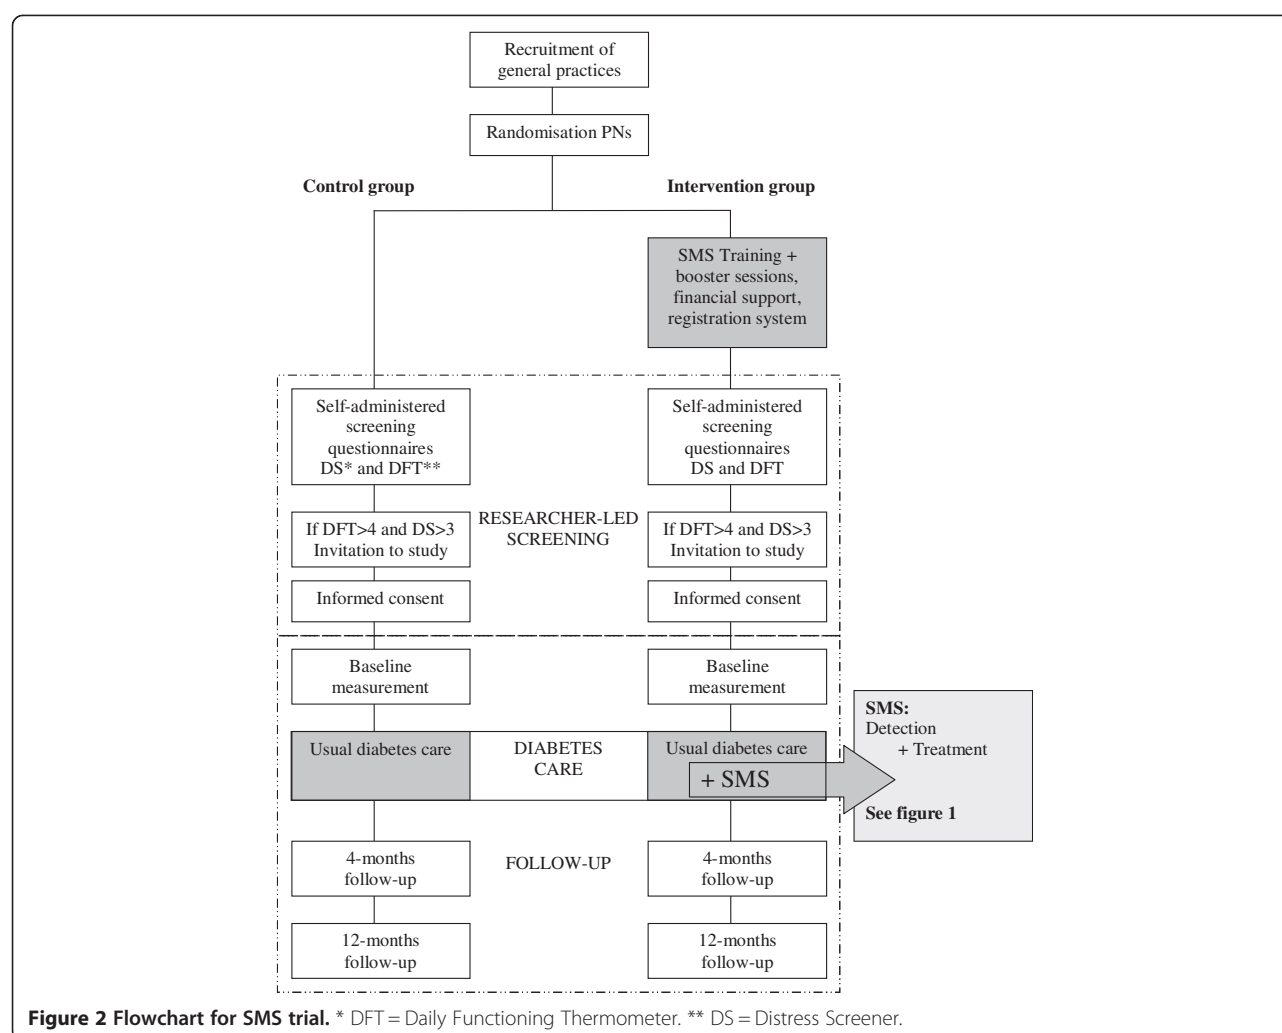 Recruitment of
general practices
Randomisation PNs
Control group
Intervention group
SMS Training +
booster sessions,
financial support,
registration system
Self-administered
screening
questionnaires
DS* and DFT**
Self-administered
screening
questionnaires
DS and DFT
If DFT>4 and DS>3
Invitation to study
RESEARCHER-LED
SCREENING
If DFT>4 and DS>3
Invitation to study
Informed consent
Informed consent
Baseline
measurement
Baseline
measurement
Usual diabetes care
DIABETES
CARE
Usual diabetes care
+ SMS
SMS:
Detection
+ Treatment
See figure 1
4-months
follow-up
FOLLOW-UP
4-months
follow-up
12-months
follow-up
12-months
follow-up
Figure 2 Flowchart for SMS trial. * DFT = Daily Functioning Thermometer. ** DS = Distress Screener.